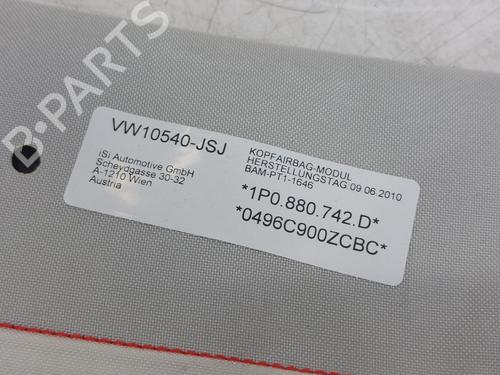 B-PARTS
VW10540-JSJ
iSi Automotive GmbH
Scheydgasse 30-32
A-1210 Wien
Austria
KOPFAIRBAG-MODUL
HERSTELLUNGSTAG:09 06.2010
BAM-PT1-1646
*1P0.880.742.D*
*0496C900ZCBC*